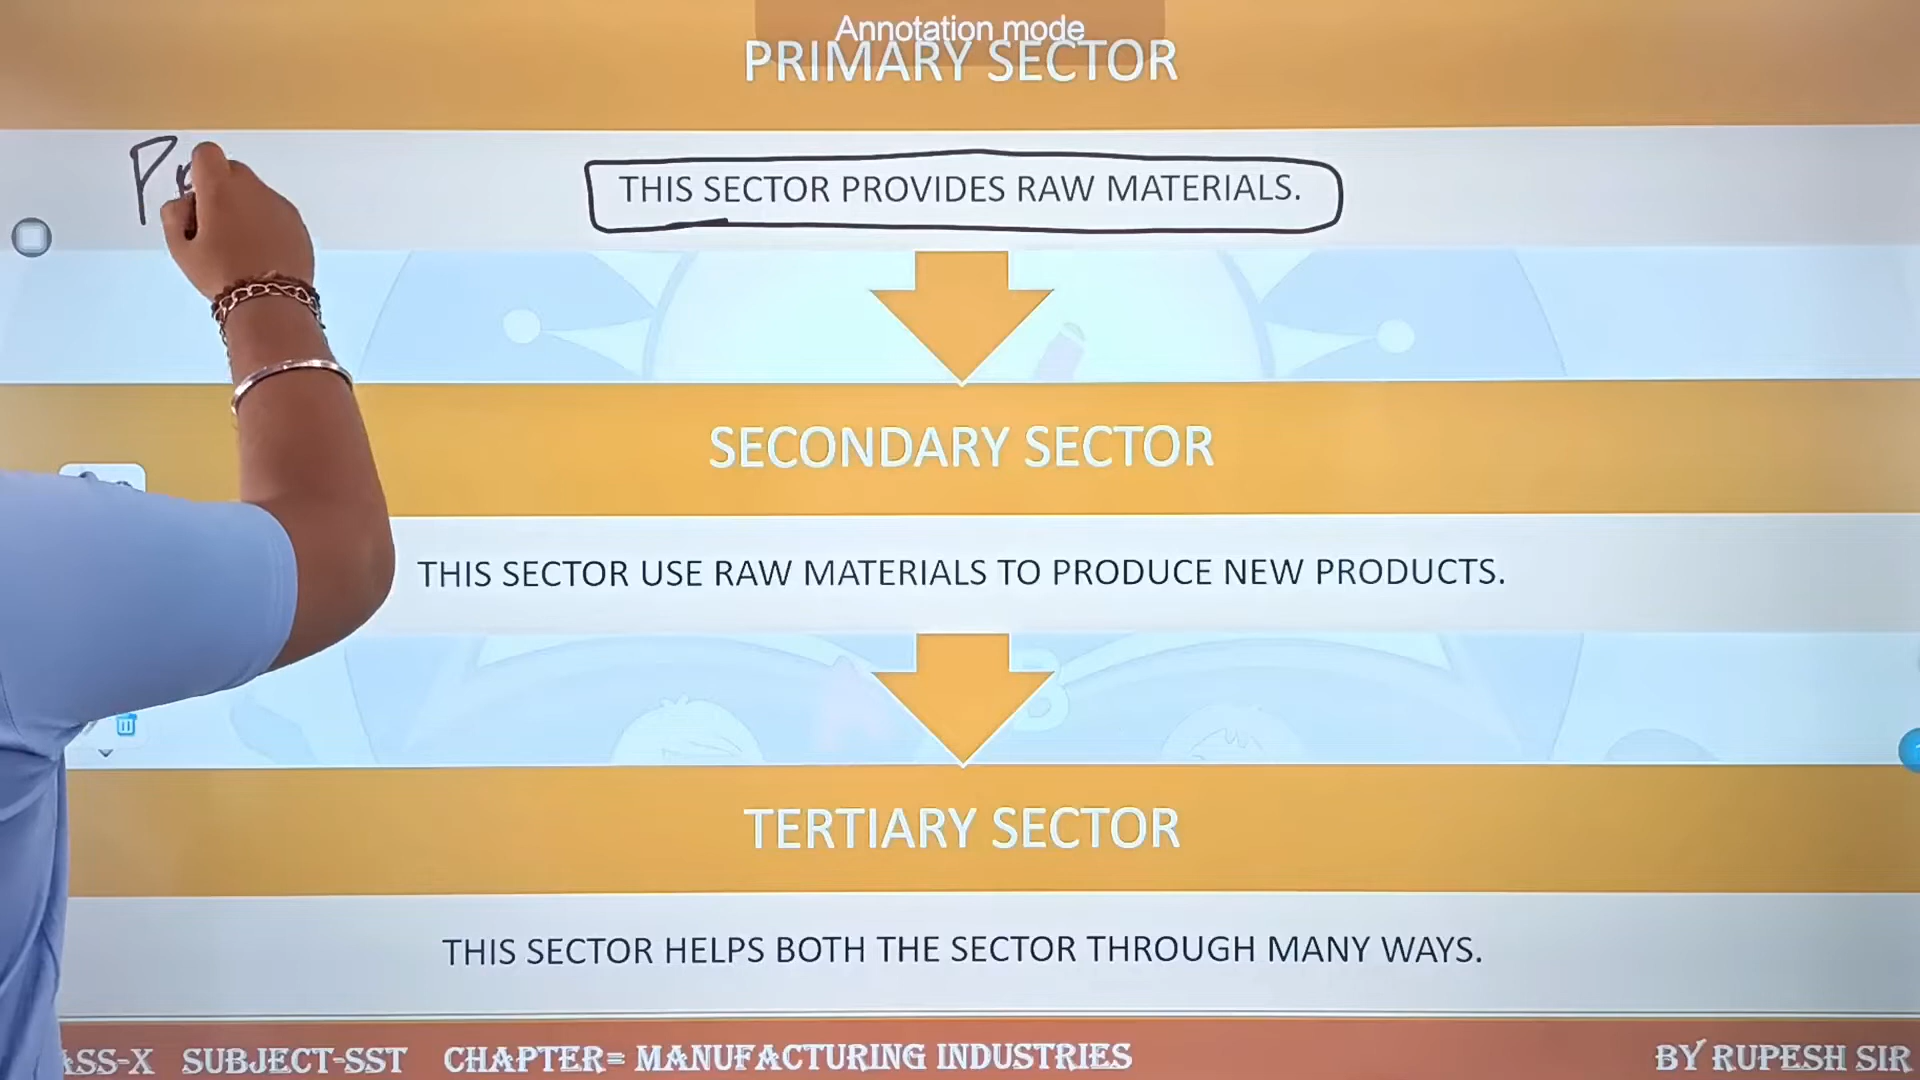 Annotation mode
PRIMARY SECTOR
Pr
THIS SECTOR PROVIDES RAW MATERIALS.
SECONDARY SECTOR
THIS SECTOR USE RAW MATERIALS TO PRODUCE NEW PRODUCTS.
TERTIARY SECTOR
THIS SECTOR HELPS BOTH THE SECTOR THROUGH MANY WAYS.
ASS-X SUBJECT-SST CHAPTER= MANUFACTURING INDUSTRIES BY RUPESH SIR